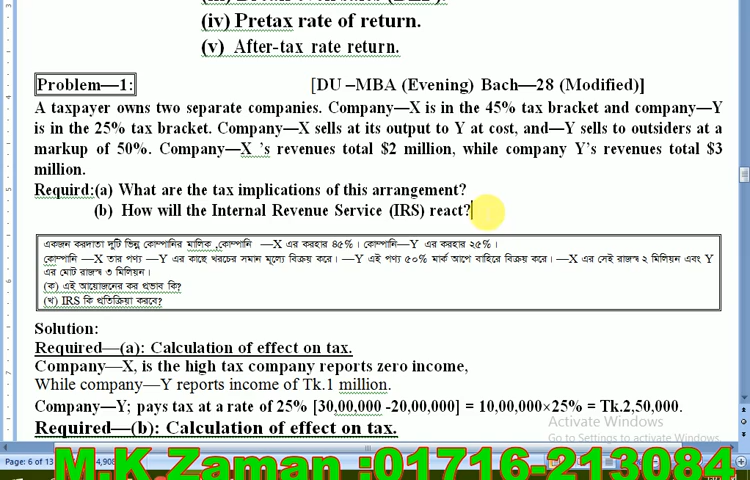 (iv) Pretax rate of return.
(v) After-tax rate return.
Problem—1: [DU –MBA (Evening) Bach—28 (Modified)]
A taxpayer owns two separate companies. Company—X is in the 45% tax bracket and company—Y
is in the 25% tax bracket. Company—X sells at its output to Y at cost, and—Y sells to outsiders at a
markup of 50%. Company—X 's revenues total $2 million, while company Y's revenues total $3
million.
Requird:(a) What are the tax implications of this arrangement?
(b) How will the Internal Revenue Service (IRS) react?
একজন করদাতা দুটি ভিন্ন কোম্পানির মালিক ,কোম্পানি —X এর করহার ৪৫%। কোম্পানি—Y এর করহার ২৫%।
কোম্পানি —X তার পণ্য —Y এর কাছে খরচের সমান মূল্যে বিক্রয় করে। —Y এই পণ্য ৫০% মার্ক আপে বাহিরে বিক্রয় করে। —X এর সেই রাজস্ব ২ মিলিয়ন এবং Y
এর মোট রাজস্ব ৩ মিলিয়ন।
(ক) এই আয়োজনের কর প্রভাব কি?
(খ) IRS কি প্রতিক্রিয়া করবে?
Solution:
Required—(a): Calculation of effect on tax.
Company—X, is the high tax company reports zero income,
While company—Y reports income of Tk.1 million.
Company—Y; pays tax at a rate of 25% [30,00,000 -20,00,000] = 10,00,000×25% = Tk.2,50,000.
Activate Windows
Go to Settings to activate Windows.
Required—(b): Calculation of effect on tax.
Page: 6 of 13
M.K Zaman :01716-213084